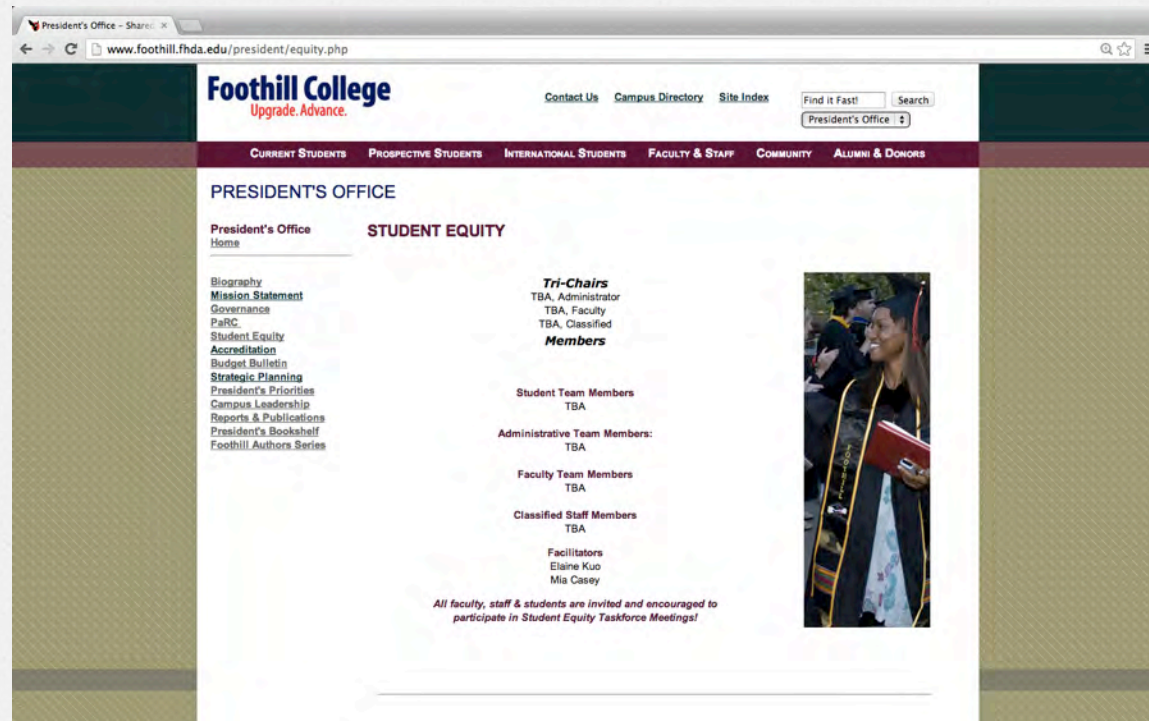 President's Office – Share
www.foothill.fhda.edu/president/equity.php
Foothill College
Upgrade. Advance.
Contact Us Campus Directory Site Index
Find it Fast! Search
President's Office
CURRENT STUDENTS PROSPECTIVE STUDENTS INTERNATIONAL STUDENTS FACULTY & STAFF COMMUNITY ALUMNI & DONORS
PRESIDENT'S OFFICE
President's Office
Home
Biography
Mission Statement
Governance
PaRC
Student Equity
Accreditation
Budget Bulletin
Strategic Planning
President's Priorities
Campus Leadership
Reports & Publications
President's Bookshelf
Foothill Authors Series
STUDENT EQUITY
Tri-Chairs
TBA, Administrator
TBA, Faculty
TBA, Classified
Members
Student Team Members
TBA
Administrative Team Members:
TBA
Faculty Team Members
TBA
Classified Staff Members
TBA
Facilitators
Elaine Kuo
Mia Casey
All faculty, staff & students are invited and encouraged to
participate in Student Equity Taskforce Meetings!
FOOTHILL